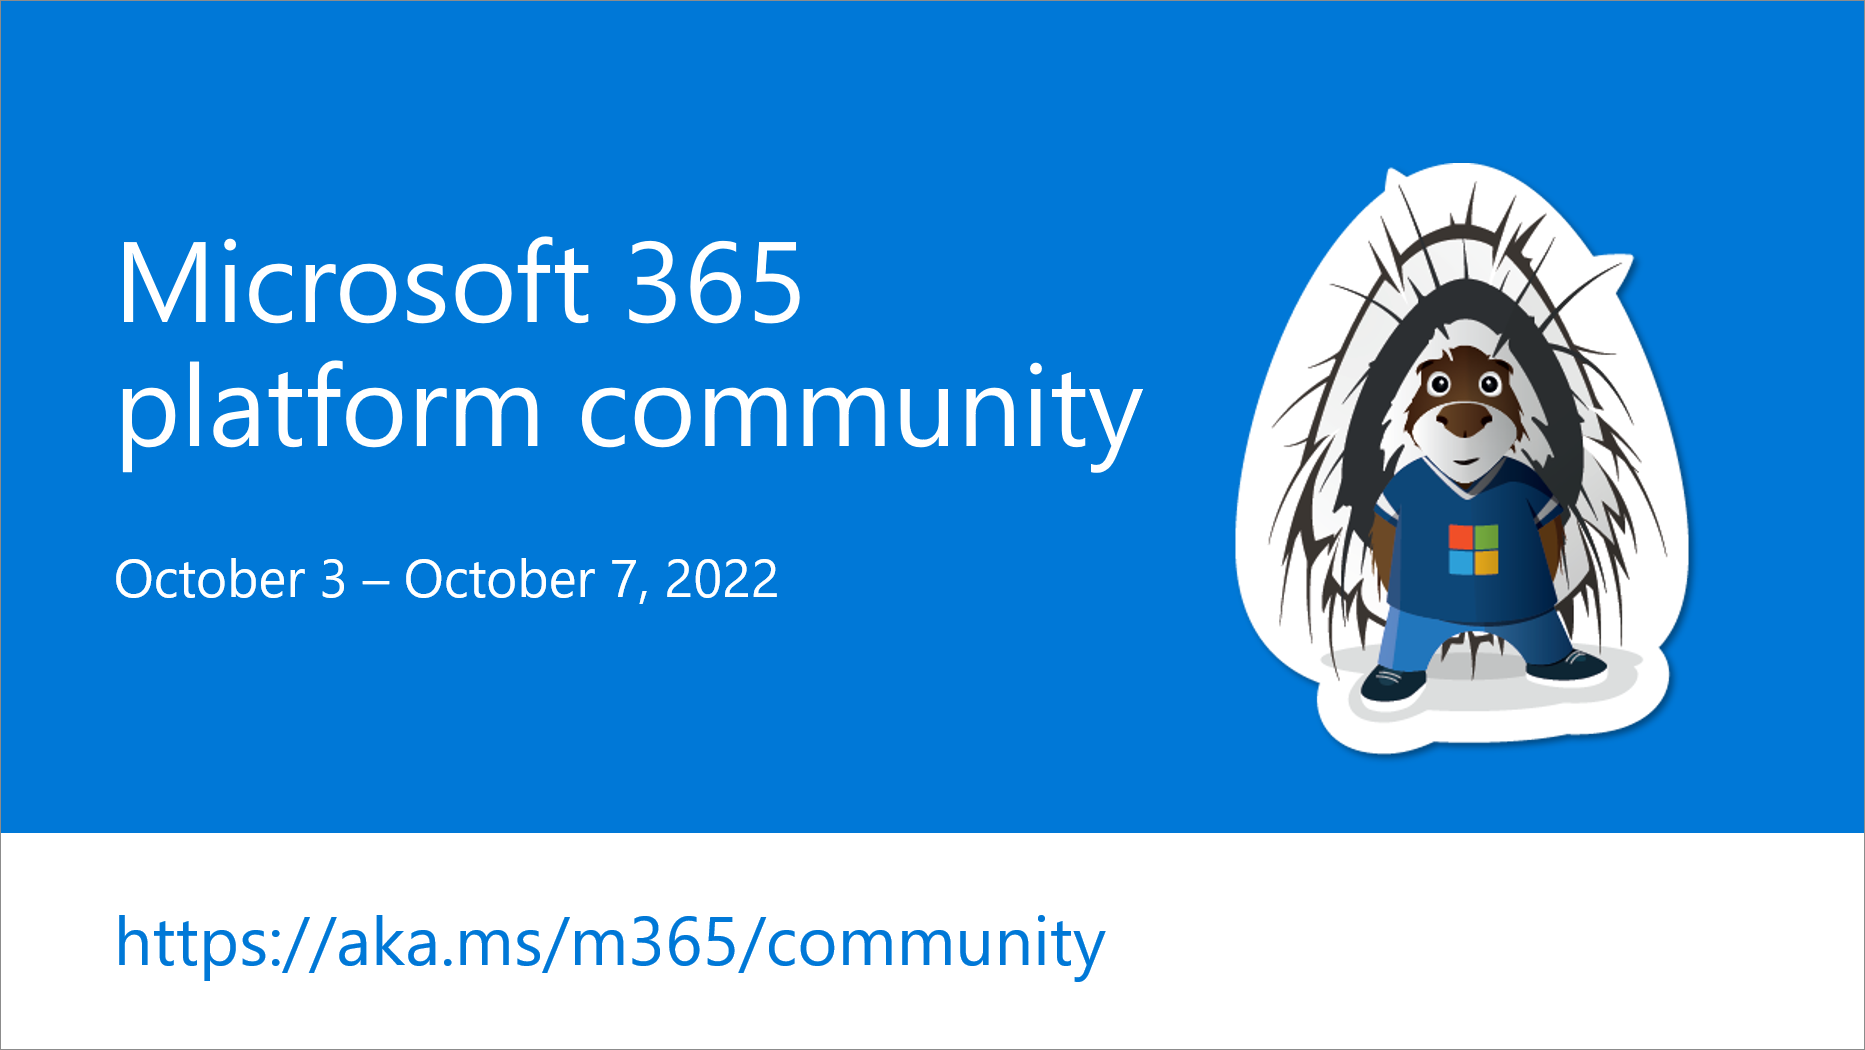 Microsoft 365
platform community
October 3 – October 7, 2022
https://aka.ms/m365/community